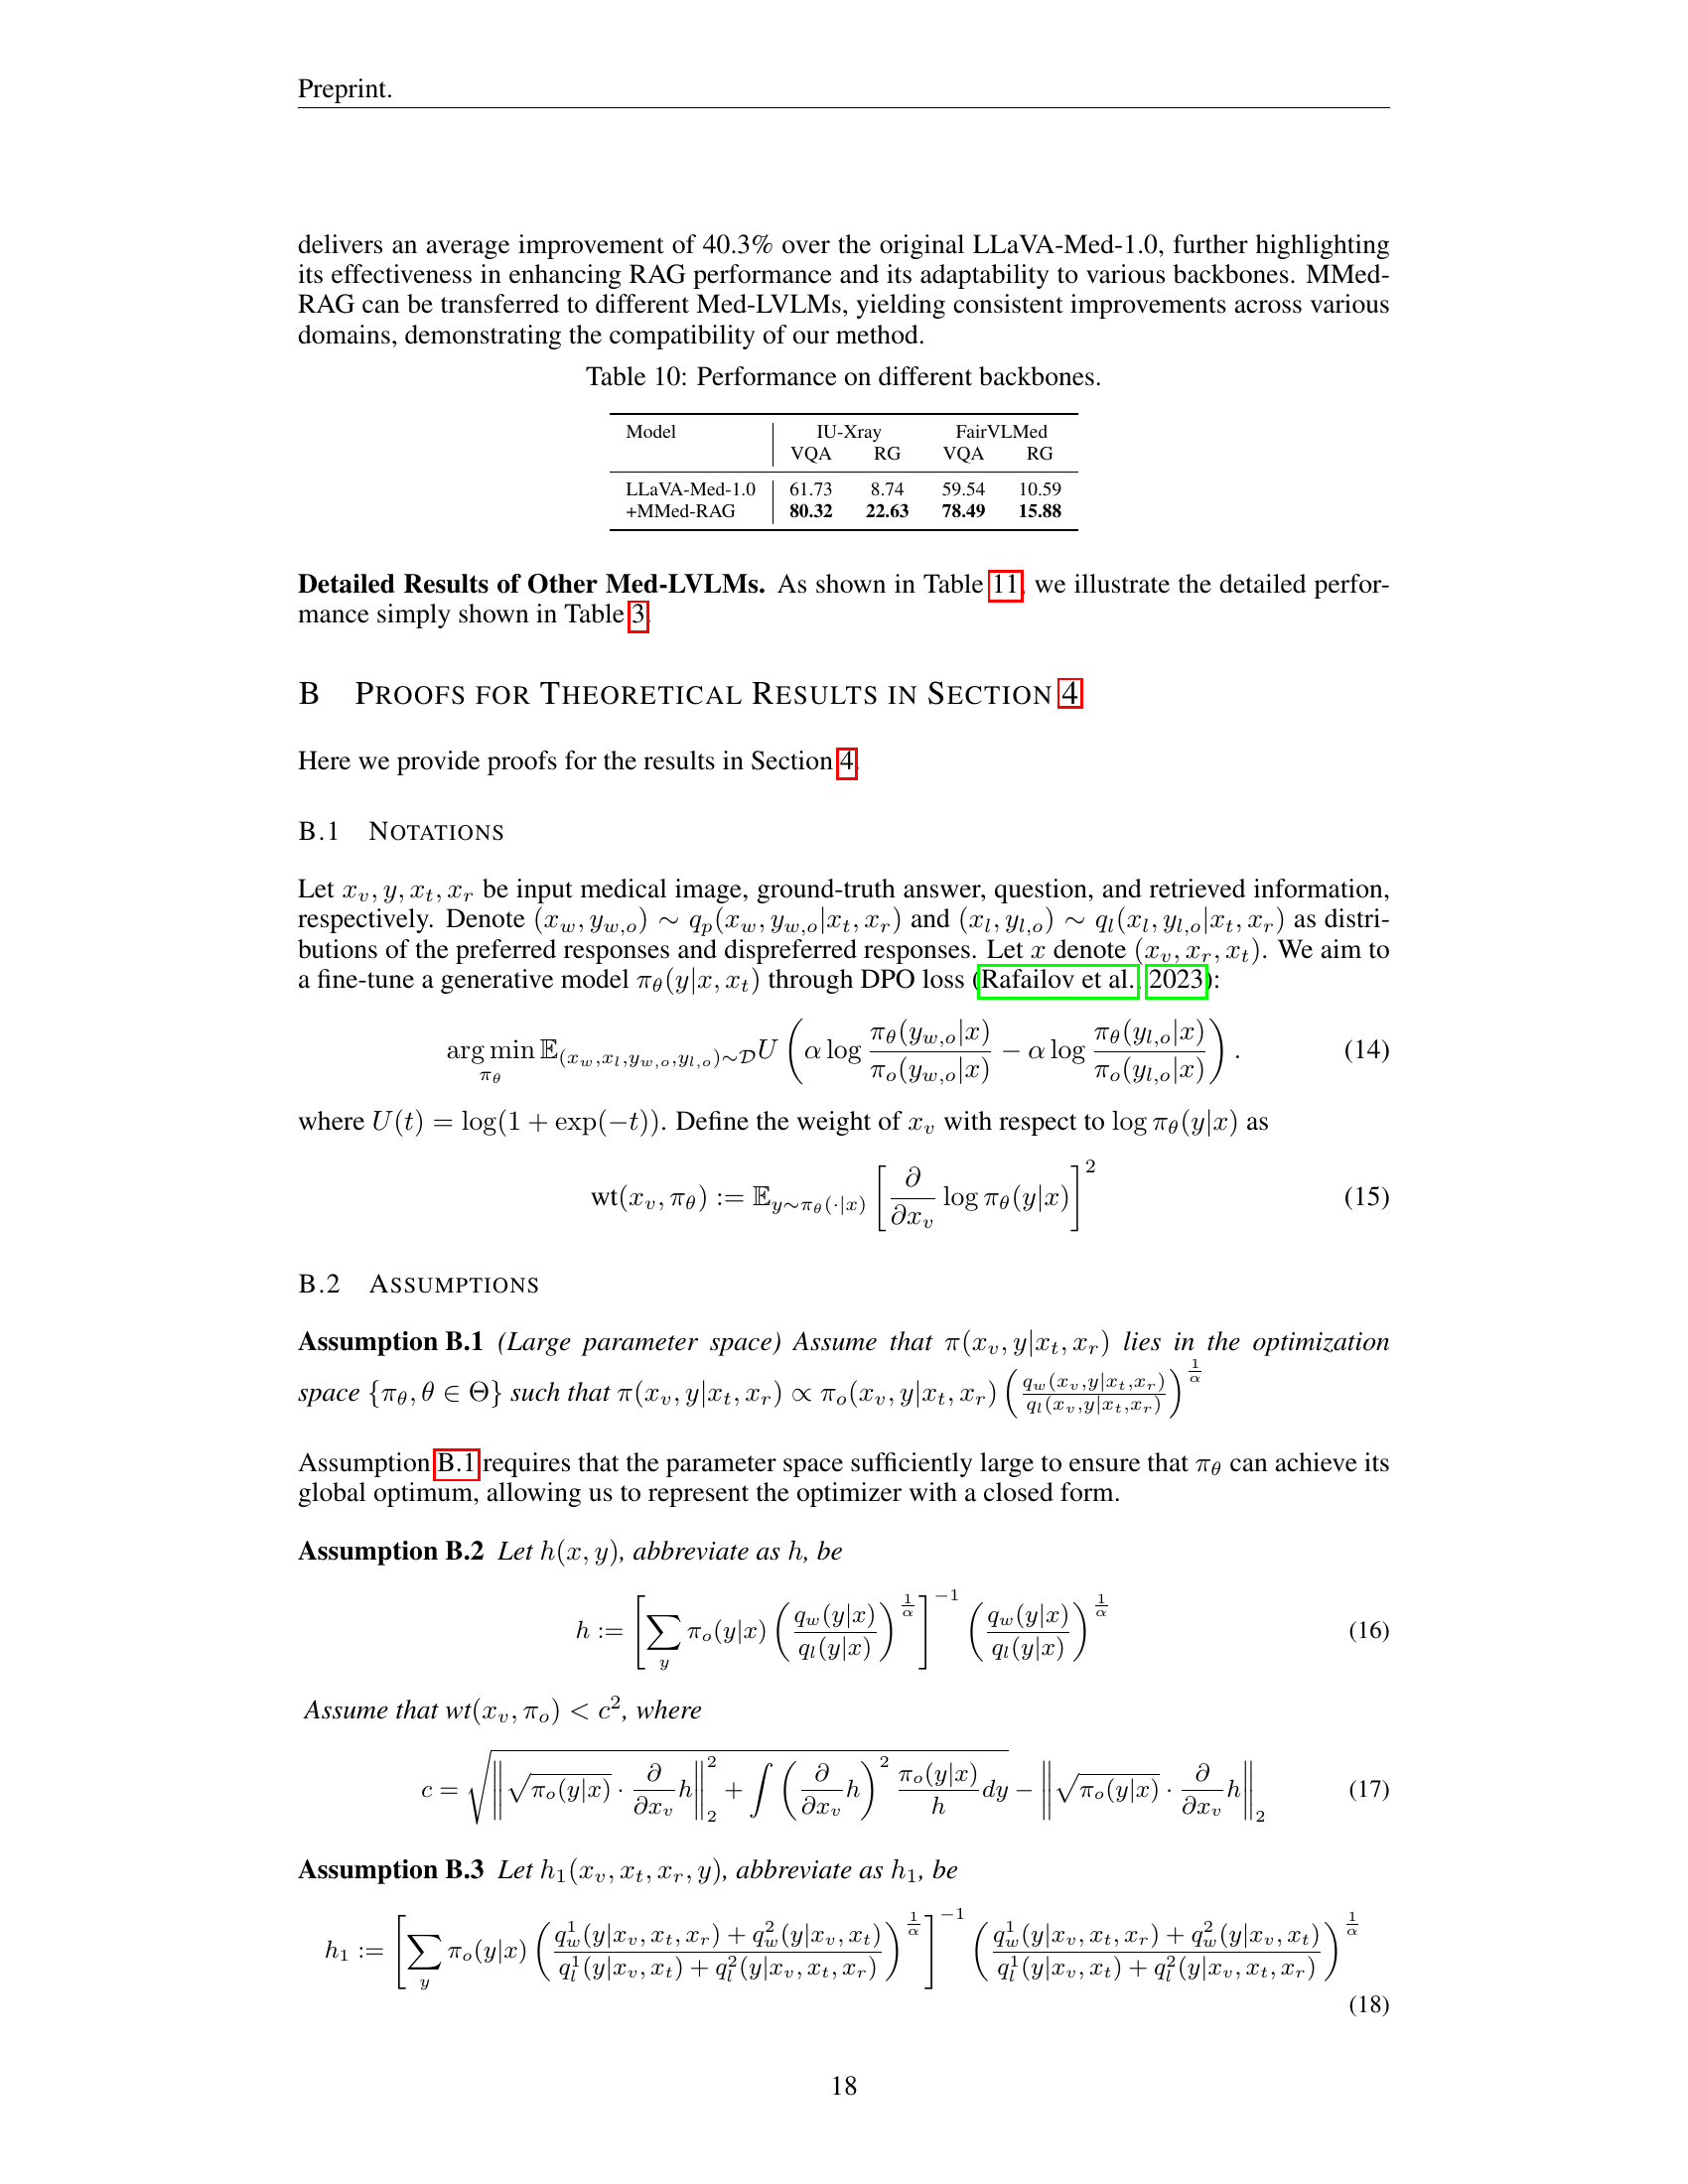 Preprint.
delivers an average improvement of 40.3% over the original LLaVA-Med-1.0, further highlighting
its effectiveness in enhancing RAG performance and its adaptability to various backbones. MMed-
RAG can be transferred to different Med-LVLMs, yielding consistent improvements across various
domains, demonstrating the compatibility of our method.
Table 10: Performance on different backbones.
Model IU-Xray FairVLMed
VQA RG VQA RG
LLaVA-Med-1.0 61.73 8.74 59.54 10.59
+MMed-RAG 80.32 22.63 78.49 15.88
Detailed Results of Other Med-LVLMs. As shown in Table 11, we illustrate the detailed perfor-
mance simply shown in Table 3.
B PROOFS FOR THEORETICAL RESULTS IN SECTION 4
Here we provide proofs for the results in Section 4.
B.1 NOTATIONS
Let $x_v, y, x_t, x_r$ be input medical image, ground-truth answer, question, and retrieved information,
respectively. Denote $(x_w, y_{w,o}) \sim q_p(x_w, y_{w,o}|x_t, x_r)$ and $(x_l, y_{l,o}) \sim q_l(x_l, y_{l,o}|x_t, x_r)$ as distri-
butions of the preferred responses and dispreferred responses. Let $x$ denote $(x_v, x_r, x_t)$. We aim to
a fine-tune a generative model $\pi_\theta(y|x, x_t)$ through DPO loss (Rafailov et al., 2023):
$\arg\min_{\pi_\theta} \mathbb{E}_{(x_w,x_l,y_{w,o},y_{l,o})\sim\mathcal{D}} U\left(\alpha \log \frac{\pi_\theta(y_{w,o}|x)}{\pi_o(y_{w,o}|x)} - \alpha \log \frac{\pi_\theta(y_{l,o}|x)}{\pi_o(y_{l,o}|x)}\right).$ (14)
where $U(t) = \log(1 + \exp(-t))$. Define the weight of $x_v$ with respect to $\log \pi_\theta(y|x)$ as
$\mathrm{wt}(x_v, \pi_\theta) := \mathbb{E}_{y\sim\pi_\theta(\cdot|x)} \left[\frac{\partial}{\partial x_v} \log \pi_\theta(y|x)\right]^2$ (15)
B.2 ASSUMPTIONS
Assumption B.1 (Large parameter space) Assume that $\pi(x_v, y|x_t, x_r)$ lies in the optimization
space $\{\pi_\theta, \theta \in \Theta\}$ such that $\pi(x_v, y|x_t, x_r) \propto \pi_o(x_v, y|x_t, x_r) \left(\frac{q_w(x_v,y|x_t,x_r)}{q_l(x_v,y|x_t,x_r)}\right)^{\frac{1}{\alpha}}$
Assumption B.1 requires that the parameter space sufficiently large to ensure that $\pi_\theta$ can achieve its
global optimum, allowing us to represent the optimizer with a closed form.
Assumption B.2 Let $h(x, y)$, abbreviate as $h$, be
$h := \left[\sum_y \pi_o(y|x) \left(\frac{q_w(y|x)}{q_l(y|x)}\right)^{\frac{1}{\alpha}}\right]^{-1} \left(\frac{q_w(y|x)}{q_l(y|x)}\right)^{\frac{1}{\alpha}}$ (16)
Assume that wt$(x_v, \pi_o) < c^2$, where
$c = \sqrt{\left\|\sqrt{\pi_o(y|x)} \cdot \frac{\partial}{\partial x_v} h\right\|_2^2 + \int \left(\frac{\partial}{\partial x_v} h\right)^2 \frac{\pi_o(y|x)}{h} dy} - \left\|\sqrt{\pi_o(y|x)} \cdot \frac{\partial}{\partial x_v} h\right\|_2$ (17)
Assumption B.3 Let $h_1(x_v, x_t, x_r, y)$, abbreviate as $h_1$, be
$h_1 := \left[\sum_y \pi_o(y|x) \left(\frac{q_w^1(y|x_v,x_t,x_r) + q_w^2(y|x_v,x_t)}{q_l^1(y|x_v,x_t) + q_l^2(y|x_v,x_t,x_r)}\right)^{\frac{1}{\alpha}}\right]^{-1} \left(\frac{q_w^1(y|x_v,x_t,x_r) + q_w^2(y|x_v,x_t)}{q_l^1(y|x_v,x_t) + q_l^2(y|x_v,x_t,x_r)}\right)^{\frac{1}{\alpha}}$
(18)
18